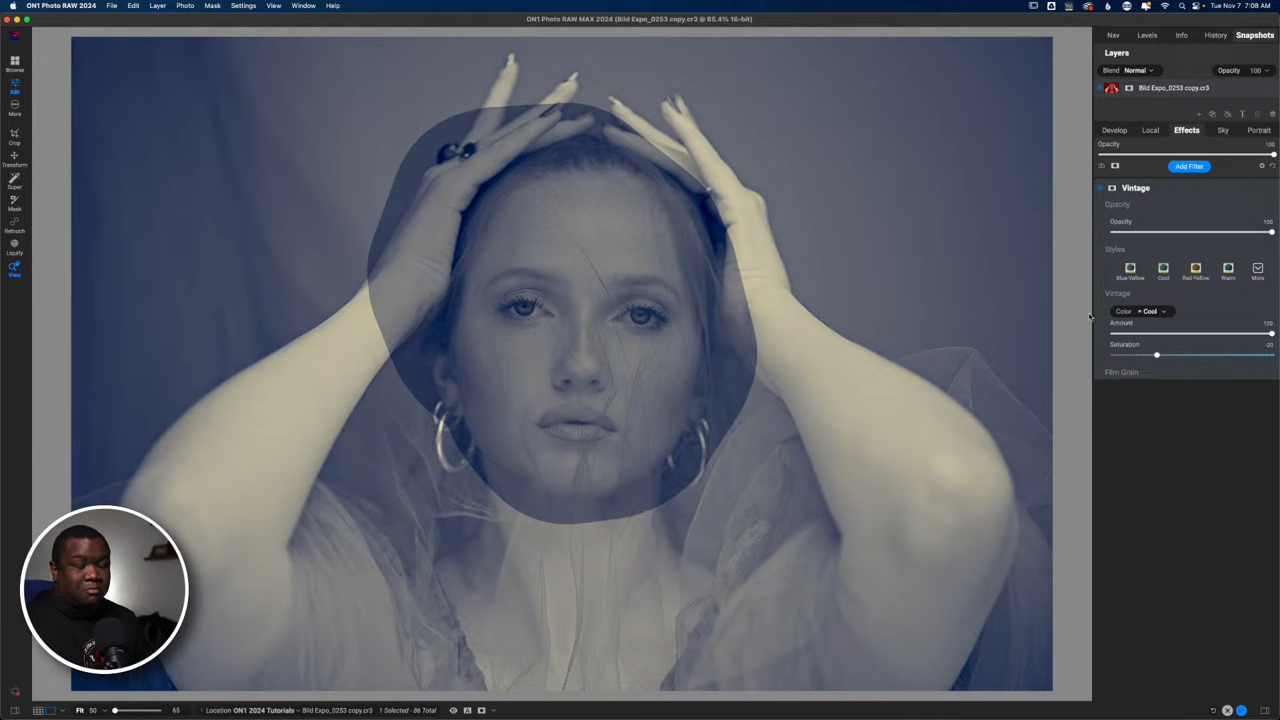 ON1 Photo RAW 2024 File Edit Layer Photo Mask Settings View Window Help Tue Nov 7 7:08 AM
ON1 Photo RAW MAX 2024 (Bild Expo_0253 copy.cr3 @ 65.4% 16-bit)
Browse
Edit
More
Crop
Transform
Super
Mask
Retouch
Liquify
View
Nav Levels Info History Snapshots
Layers
Blend Normal Opacity 100
Bild Expo_0253 copy.cr3
Develop Local Effects Sky Portrait
Opacity 100
Add Filter
Vintage
Opacity
Opacity 100
Styles
Blue-Yellow Cool Red-Yellow Warm More
Vintage
Color Cool
Amount 100
Saturation -20
Film Grain
Fit 50 65 Location ON1 2024 Tutorials – Bild Expo_0253 copy.cr3 1 Selected - 86 Total